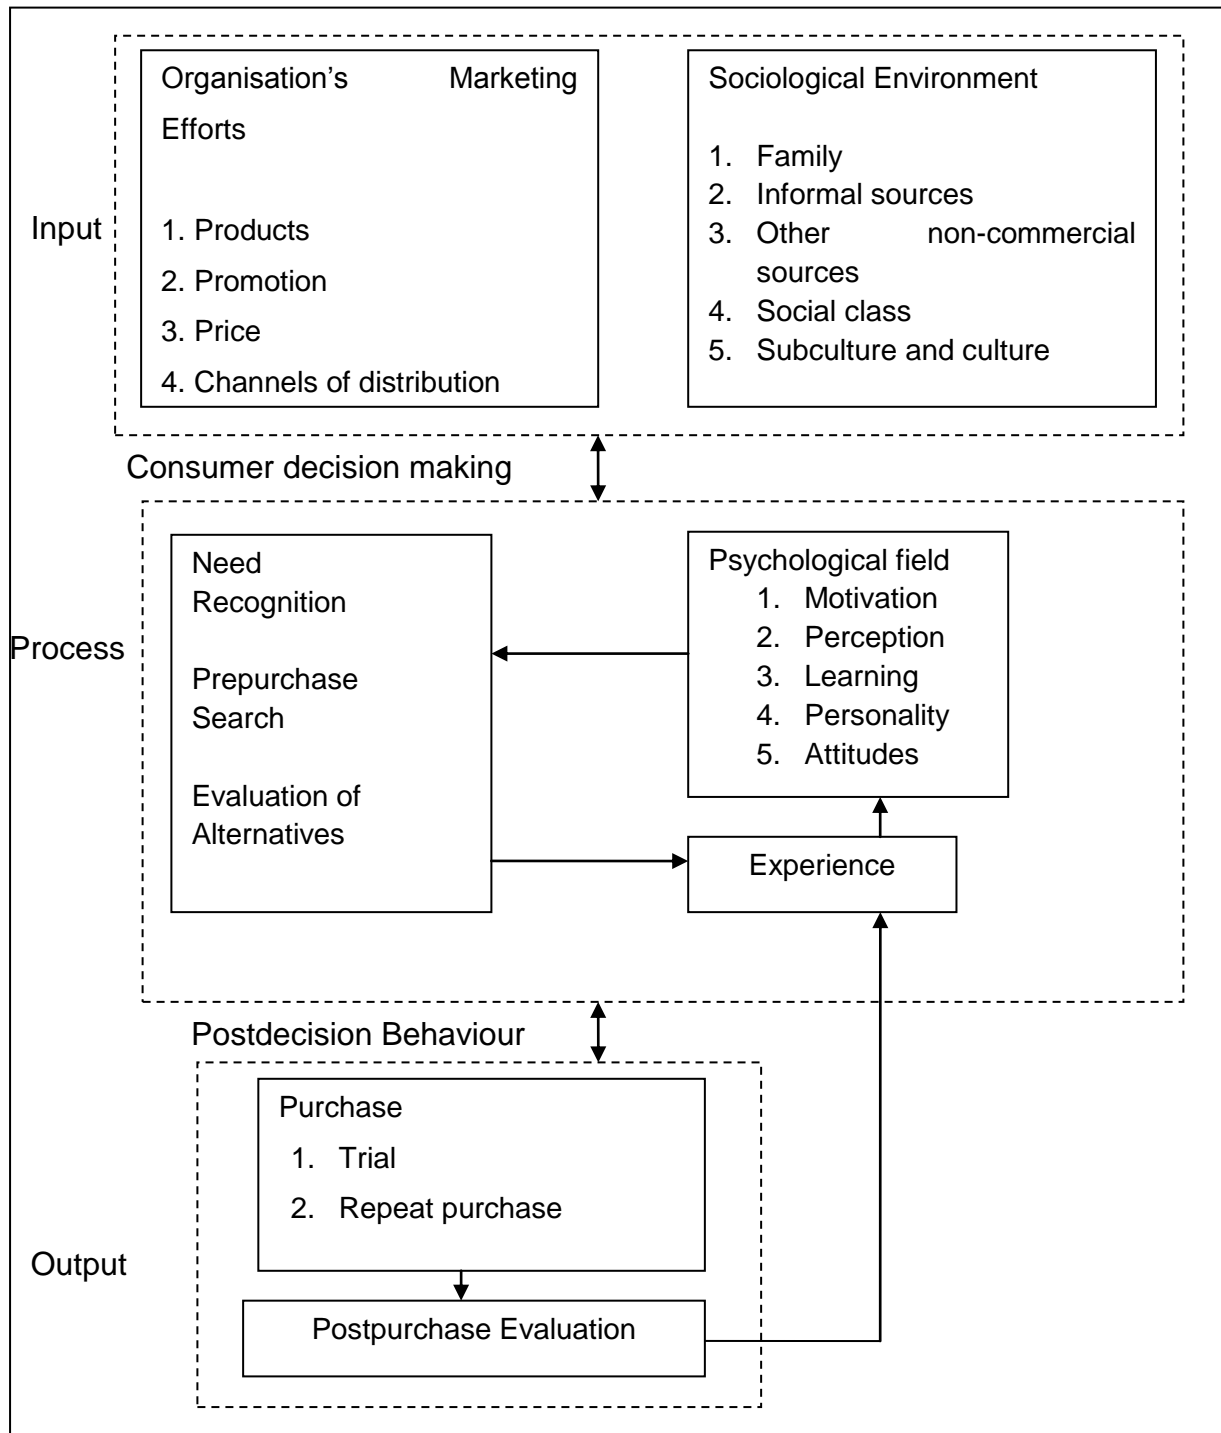 Organisation’s Marketing
Efforts
1. Products
2. Promotion
3. Price
4. Channels of distribution
Sociological Environment
1. Family
2. Informal sources
3. Other non-commercial
sources
4. Social class
5. Subculture and culture
Input
Consumer decision making
Need
Recognition
Prepurchase
Search
Evaluation of
Alternatives
Psychological field
1. Motivation
2. Perception
3. Learning
4. Personality
5. Attitudes
Process
Experience
Postdecision Behaviour
Purchase
1. Trial
2. Repeat purchase
Output
Postpurchase Evaluation